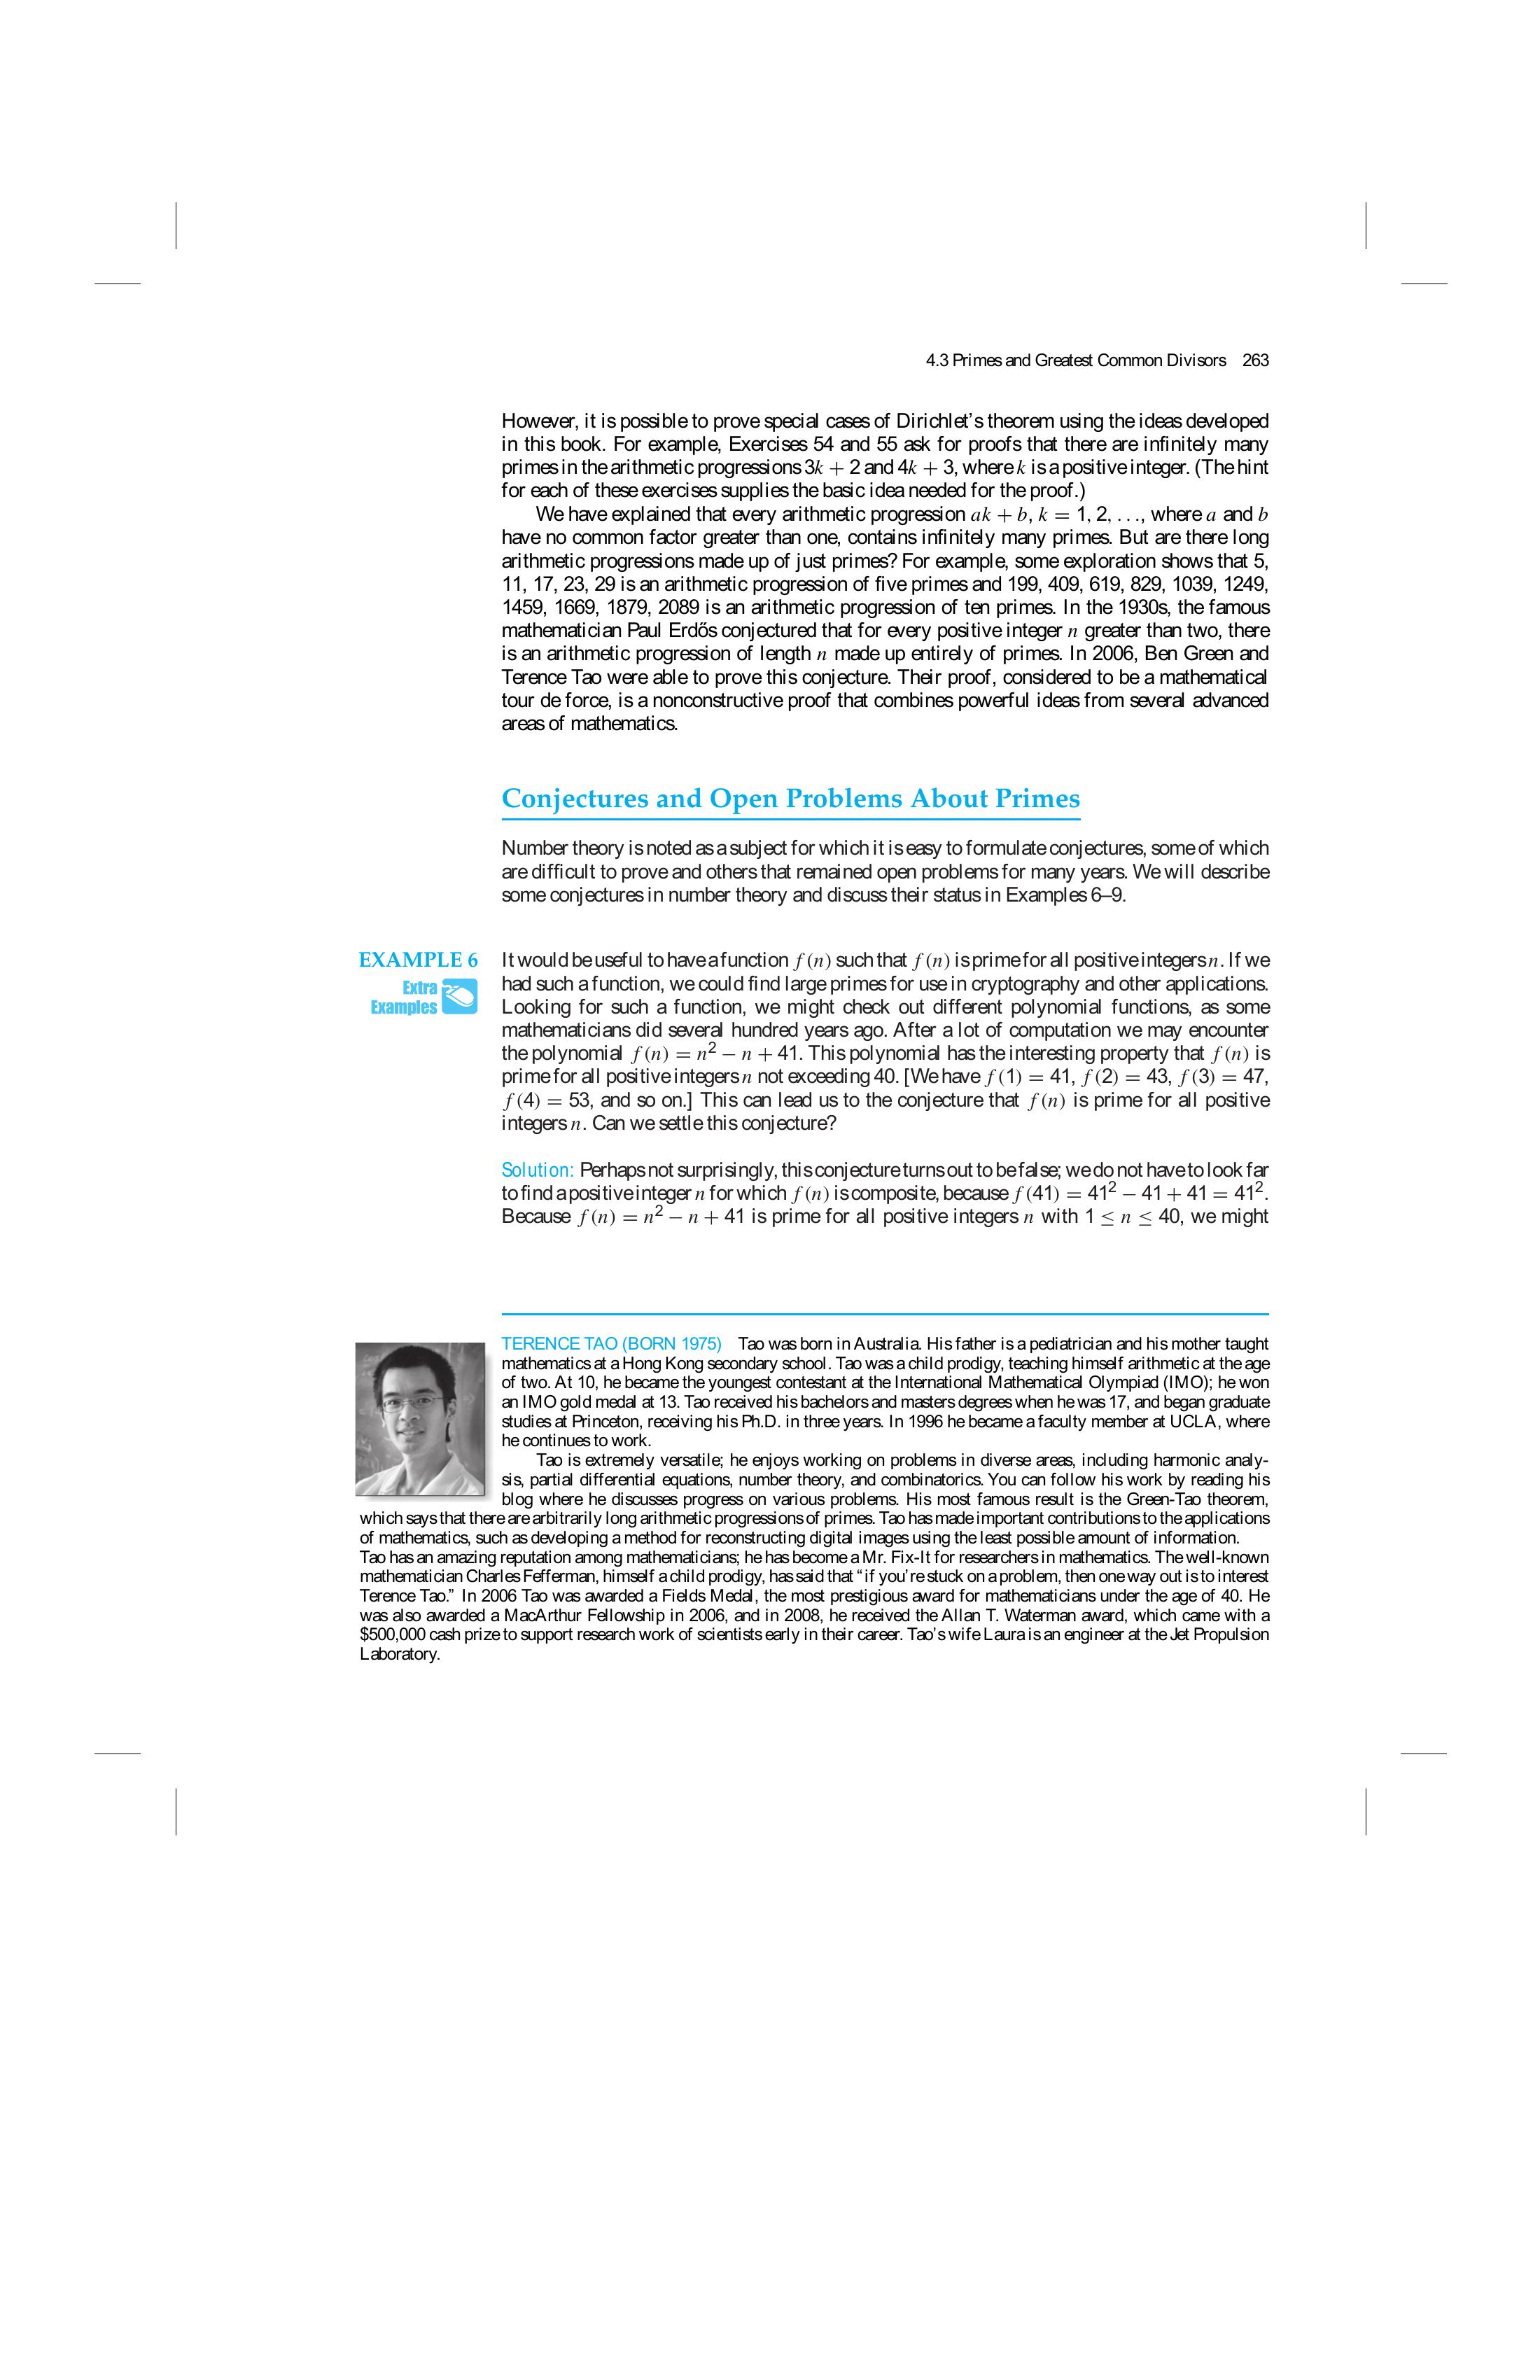 4.3 Primes and Greatest Common Divisors 263
However, it is possible to prove special cases of Dirichlet's theorem using the ideas developed
in this book. For example, Exercises 54 and 55 ask for proofs that there are infinitely many
primes in the arithmetic progressions 3k + 2 and 4k + 3, where k is a positive integer. (The hint
for each of these exercises supplies the basic idea needed for the proof.)
We have explained that every arithmetic progression ak + b, k = 1, 2, . . ., where a and b
have no common factor greater than one, contains infinitely many primes. But are there long
arithmetic progressions made up of just primes? For example, some exploration shows that 5,
11, 17, 23, 29 is an arithmetic progression of five primes and 199, 409, 619, 829, 1039, 1249,
1459, 1669, 1879, 2089 is an arithmetic progression of ten primes. In the 1930s, the famous
mathematician Paul Erdős conjectured that for every positive integer n greater than two, there
is an arithmetic progression of length n made up entirely of primes. In 2006, Ben Green and
Terence Tao were able to prove this conjecture. Their proof, considered to be a mathematical
tour de force, is a nonconstructive proof that combines powerful ideas from several advanced
areas of mathematics.
Conjectures and Open Problems About Primes
Number theory is noted as a subject for which it is easy to formulate conjectures, some of which
are difficult to prove and others that remained open problems for many years. We will describe
some conjectures in number theory and discuss their status in Examples 6–9.
EXAMPLE 6 It would be useful to have a function f (n) such that f (n) is prime for all positive integers n. If we
Extra had such a function, we could find large primes for use in cryptography and other applications.
Examples Looking for such a function, we might check out different polynomial functions, as some
mathematicians did several hundred years ago. After a lot of computation we may encounter
the polynomial f (n) = n² − n + 41. This polynomial has the interesting property that f (n) is
prime for all positive integers n not exceeding 40. [We have f (1) = 41, f (2) = 43, f (3) = 47,
f (4) = 53, and so on.] This can lead us to the conjecture that f (n) is prime for all positive
integers n. Can we settle this conjecture?
Solution: Perhaps not surprisingly, this conjecture turns out to be false; we do not have to look far
to find a positive integer n for which f (n) is composite, because f (41) = 41² − 41 + 41 = 41².
Because f (n) = n² − n + 41 is prime for all positive integers n with 1 ≤ n ≤ 40, we might
TERENCE TAO (BORN 1975) Tao was born in Australia. His father is a pediatrician and his mother taught
mathematics at a Hong Kong secondary school. Tao was a child prodigy, teaching himself arithmetic at the age
of two. At 10, he became the youngest contestant at the International Mathematical Olympiad (IMO); he won
an IMO gold medal at 13. Tao received his bachelors and masters degrees when he was 17, and began graduate
studies at Princeton, receiving his Ph.D. in three years. In 1996 he became a faculty member at UCLA, where
he continues to work.
Tao is extremely versatile; he enjoys working on problems in diverse areas, including harmonic analy-
sis, partial differential equations, number theory, and combinatorics. You can follow his work by reading his
blog where he discusses progress on various problems. His most famous result is the Green-Tao theorem,
which says that there are arbitrarily long arithmetic progressions of primes. Tao has made important contributions to the applications
of mathematics, such as developing a method for reconstructing digital images using the least possible amount of information.
Tao has an amazing reputation among mathematicians; he has become a Mr. Fix-It for researchers in mathematics. The well-known
mathematician Charles Fefferman, himself a child prodigy, has said that “if you're stuck on a problem, then one way out is to interest
Terence Tao.” In 2006 Tao was awarded a Fields Medal, the most prestigious award for mathematicians under the age of 40. He
was also awarded a MacArthur Fellowship in 2006, and in 2008, he received the Allan T. Waterman award, which came with a
$500,000 cash prize to support research work of scientists early in their career. Tao's wife Laura is an engineer at the Jet Propulsion
Laboratory.